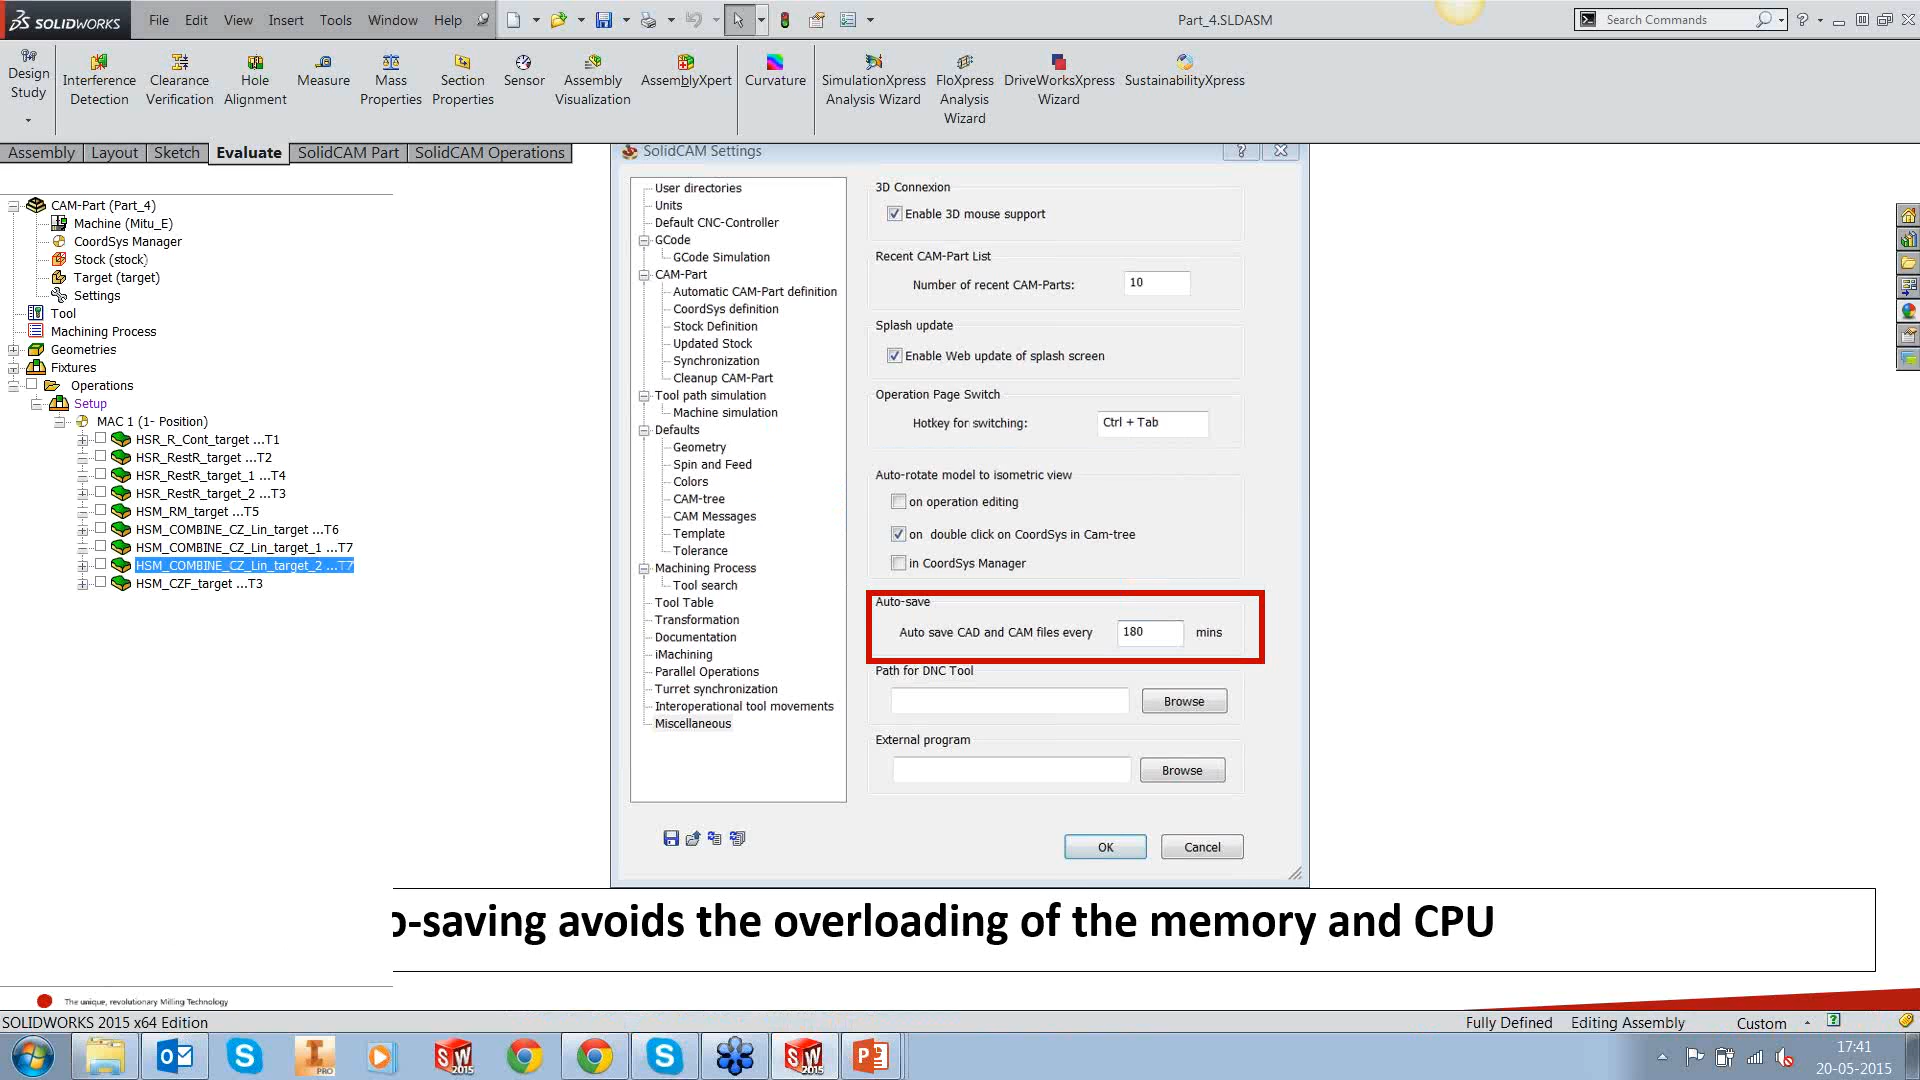 SOLIDWORKS File Edit View Insert Tools Window Help Part_4.SLDASM Search Commands
Design Study
Interference Detection
Clearance Verification
Hole Alignment
Measure
Mass Properties
Section Properties
Sensor
Assembly Visualization
AssemblyXpert
Curvature
SimulationXpress Analysis Wizard
FloXpress Analysis Wizard
DriveWorksXpress Wizard
SustainabilityXpress
Assembly Layout Sketch Evaluate SolidCAM Part SolidCAM Operations
CAM-Part (Part_4)
Machine (Mitu_E)
CoordSys Manager
Stock (stock)
Target (target)
Settings
Tool
Machining Process
Geometries
Fixtures
Operations
Setup
MAC 1 (1- Position)
HSR_R_Cont_target ...T1
HSR_RestR_target ...T2
HSR_RestR_target_1 ...T4
HSR_RestR_target_2 ...T3
HSM_RM_target ...T5
HSM_COMBINE_CZ_Lin_target ...T6
HSM_COMBINE_CZ_Lin_target_1 ...T7
HSM_COMBINE_CZ_Lin_target_2 ...T7
HSM_CZF_target ...T3
SolidCAM Settings
User directories
Units
Default CNC-Controller
GCode
GCode Simulation
CAM-Part
Automatic CAM-Part definition
CoordSys definition
Stock Definition
Updated Stock
Synchronization
Cleanup CAM-Part
Tool path simulation
Machine simulation
Defaults
Geometry
Spin and Feed
Colors
CAM-tree
CAM Messages
Template
Tolerance
Machining Process
Tool search
Tool Table
Transformation
Documentation
iMachining
Parallel Operations
Turret synchronization
Interoperational tool movements
Miscellaneous
3D Connexion
Enable 3D mouse support
Recent CAM-Part List
Number of recent CAM-Parts: 10
Splash update
Enable Web update of splash screen
Operation Page Switch
Hotkey for switching: Ctrl + Tab
Auto-rotate model to isometric view
on operation editing
on double click on CoordSys in Cam-tree
in CoordSys Manager
Auto-save
Auto save CAD and CAM files every 180 mins
Path for DNC Tool
Browse
External program
Browse
OK Cancel
o-saving avoids the overloading of the memory and CPU
The unique, revolutionary Milling Technology
SOLIDWORKS 2015 x64 Edition Fully Defined Editing Assembly Custom
17:41
20-05-2015